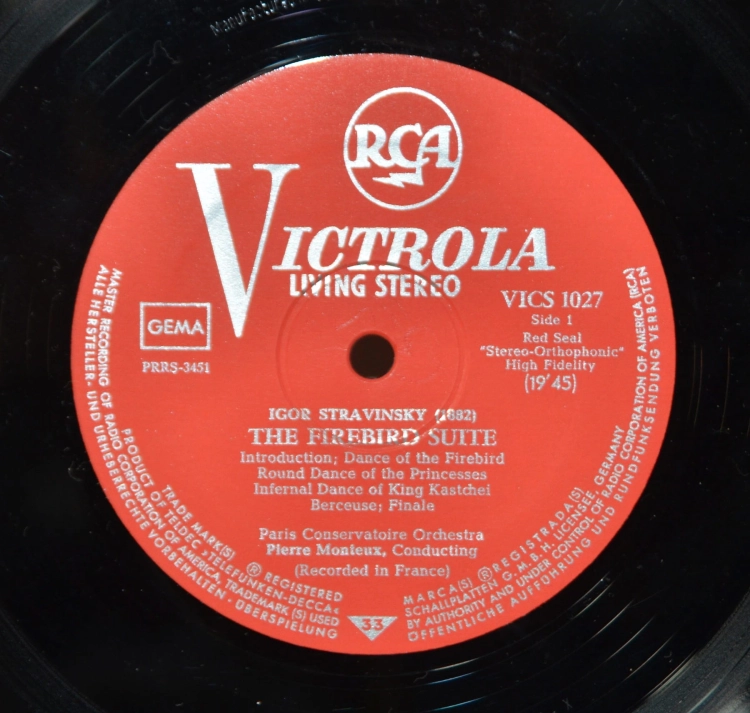 Manufacture
RCA
VICTROLA
LIVING STEREO
GEMA
PRRS-3451
VICS 1027
Side 1
Red Seal
"Stereo-Orthophonic"
High Fidelity
(19'45)
IGOR STRAVINSKY (1882)
THE FIREBIRD SUITE
Introduction; Dance of the Firebird
Round Dance of the Princesses
Infernal Dance of King Kastchei
Berceuse; Finale
Paris Conservatoire Orchestra
Pierre Monteux, Conducting
(Recorded in France)
33
TRADE MARK(S) ® REGISTERED
MARCA(S) ® REGISTRADA(S)
PRODUCT OF TELDEC »TELEFUNKEN-DECCA« SCHALLPLATTEN G.M.B.H. LICENSEE, GERMANY
MASTER RECORDING OF RADIO CORPORATION OF AMERICA, TRADEMARK (S) USED BY AUTHORITY AND UNDER CONTROL OF RADIO CORPORATION OF AMERICA (RCA)
ALLE HERSTELLER- UND URHEBERRECHTE VORBEHALTEN · ÜBERSPIELUNG ÖFFENTLICHE AUFFÜHRUNG UND RUNDFUNKSENDUNG VERBOTEN